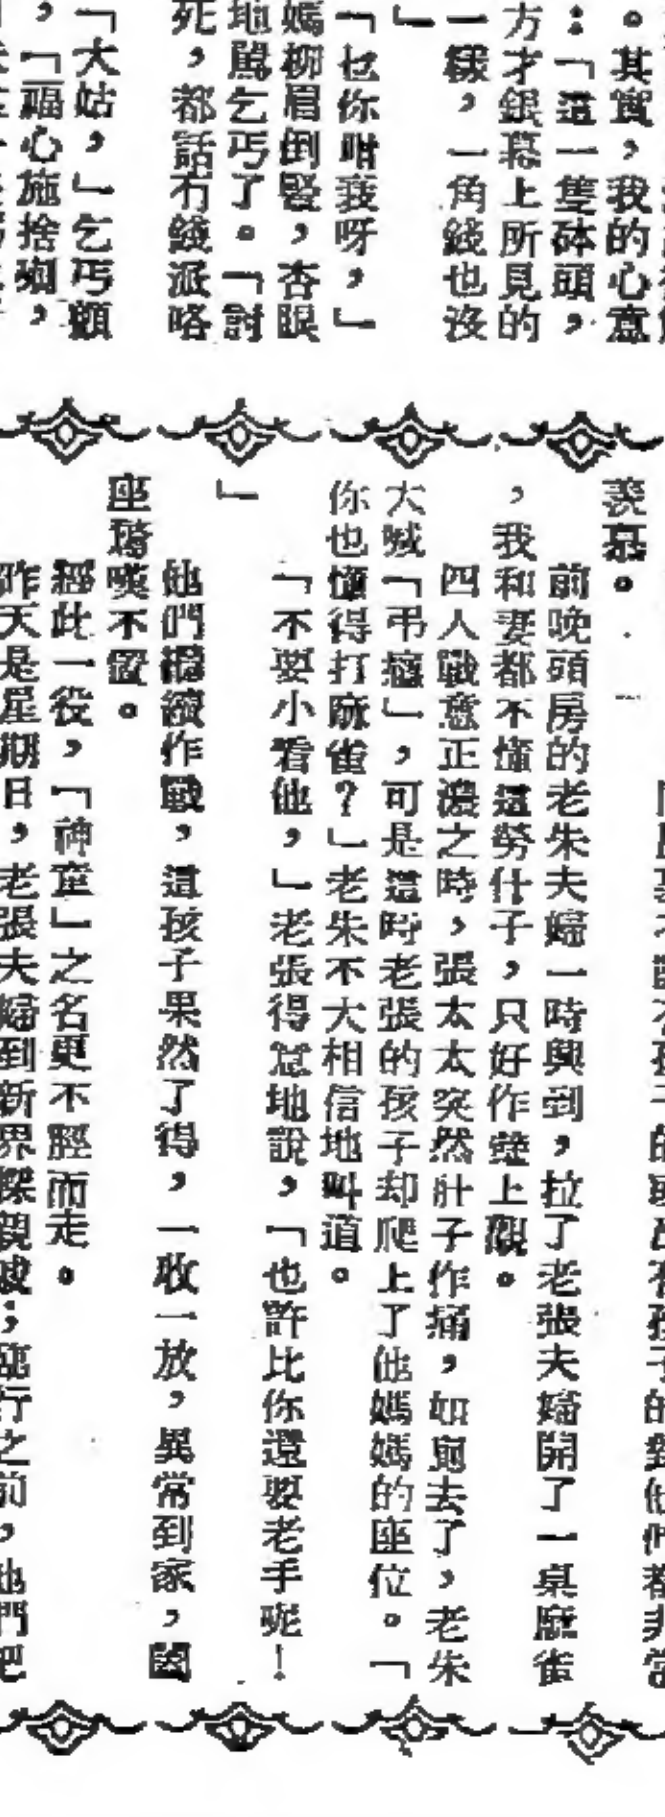 。其實,我的心意
:「這一隻砵頭,
方才銀幕上所見的
一樣,一角錢也沒
」
「乜你咁衰呀,」
媽柳眉倒豎,杏眼
地罵乞丐了。「討
死,都話冇錢派咯
「大姑,」乞丐顧
,「福心施捨啲,
羨慕。
前晚頭房的老朱夫婦一時興到,拉了老張夫婦開了一桌麻雀
,我和妻都不懂這勞什子,只好作壁上觀。
四人戰意正濃之時,張太太突然肚子作痛,如廁去了,老朱
大喊「弔癮」,可是這時老張的孩子却爬上了他媽媽的座位。「
你也懂得打麻雀?」老朱不大相信地叫道。
「不要小看他,」老張得意地說,「也許比你還要老手呢!
」
他們繼續作戰,這孩子果然了得,一收一放,異常到家,闔
座驚嘆不置。
經此一役,「神童」之名更不脛而走。
昨天是星期日,老張夫婦到新界探親戚;臨行之前,他們把